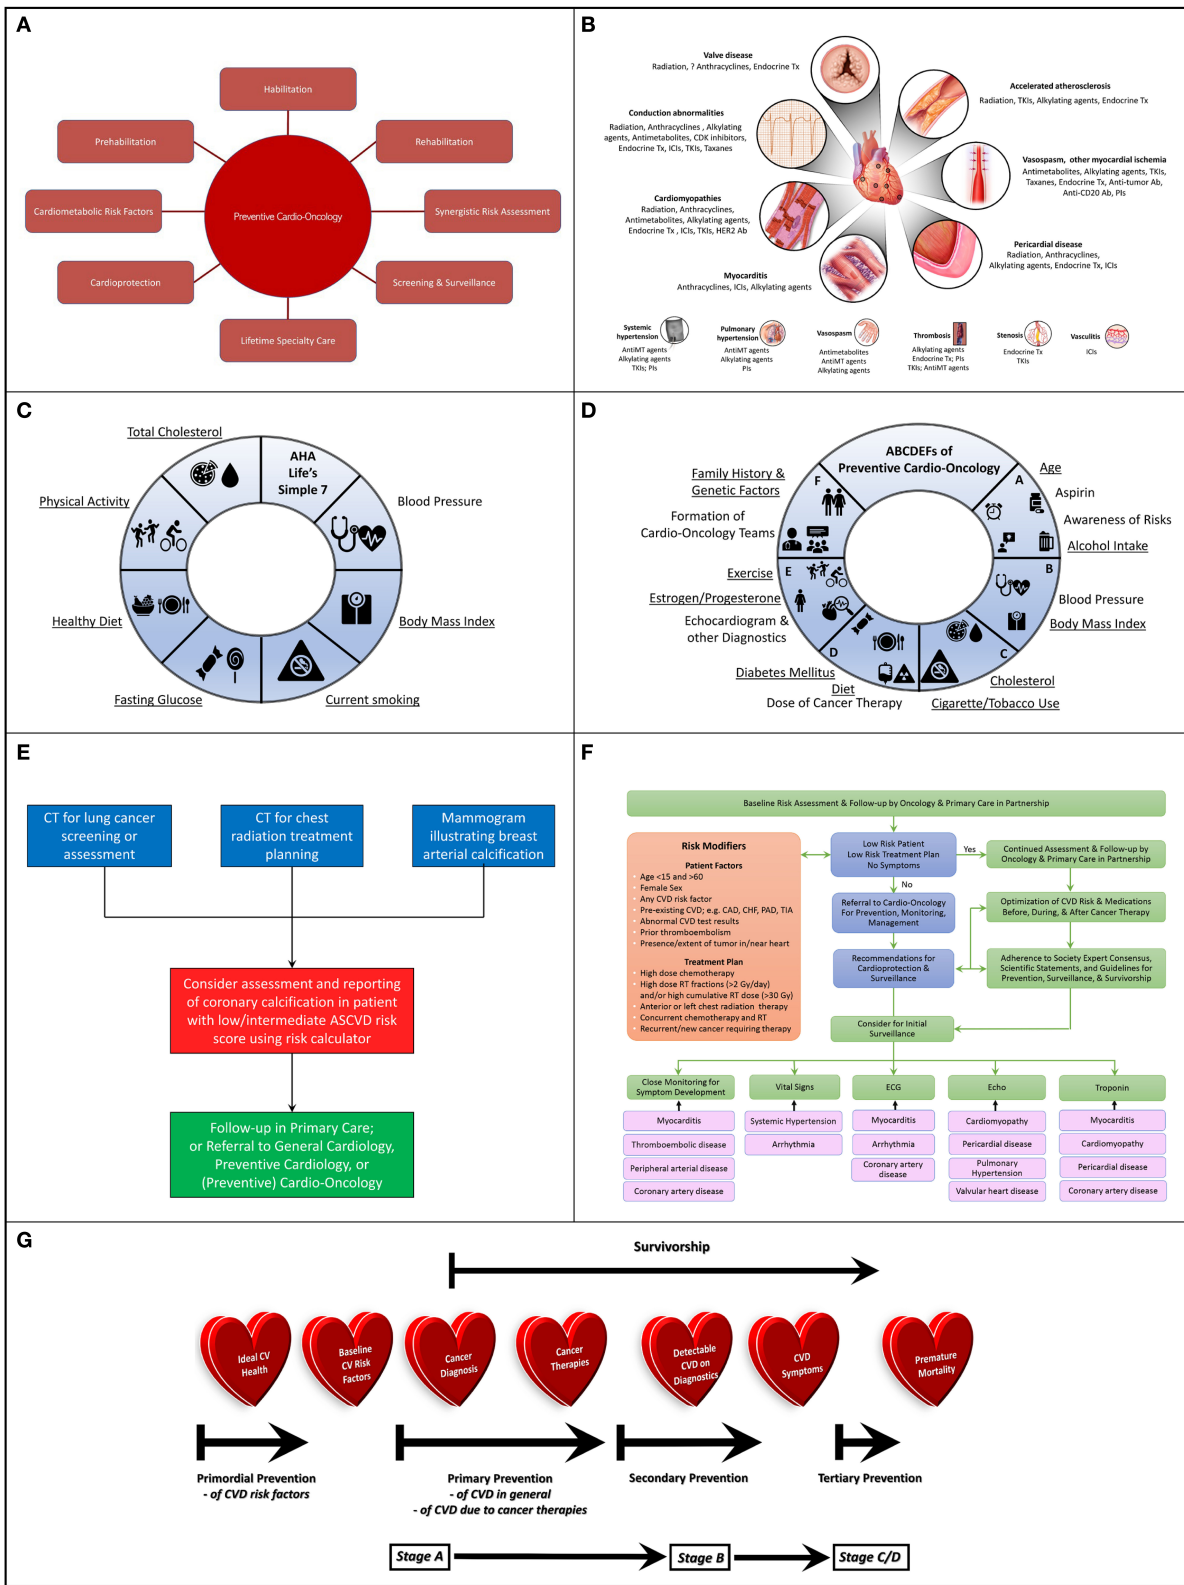 A
Habilitation
Prehabilitation
Rehabilitation
Cardiometabolic Risk Factors
Preventive Cardio-Oncology
Synergistic Risk Assessment
Cardioprotection
Screening & Surveillance
Lifetime Specialty Care
B
Valve disease
Radiation, ? Anthracyclines, Endocrine Tx
Accelerated atherosclerosis
Radiation, TKIs, Alkylating agents, Endocrine Tx
Conduction abnormalities
Radiation, Anthracyclines , Alkylating
agents, Antimetabolites, CDK inhibitors,
Endocrine Tx, ICIs, TKIs, Taxanes
Vasospasm, other myocardial ischemia
Antimetabolites, Alkylating agents, TKIs,
Taxanes, Endocrine Tx, Anti-tumor Ab,
Anti-CD20 Ab, PIs
Cardiomyopathies
Radiation, Anthracyclines,
Antimetabolites, Alkylating agents,
Endocrine Tx , ICIs, TKIs, HER2 Ab
Pericardial disease
Radiation, Anthracyclines,
Alkylating agents, Endocrine Tx, ICIs
Myocarditis
Anthracyclines, ICIs, Alkylating agents
Systemic
hypertension
AntiMT agents
Alkylating agents
TKIs; PIs
Pulmonary
hypertension
AntiMT agents
Alkylating agents
PIs
Vasospasm
Antimetabolites
AntiMT agents
Alkylating agents
Thrombosis
Alkylating agents
Endocrine Tx; PIs
TKIs; AntiMT agents
Stenosis
Endocrine Tx
TKIs
Vasculitis
ICIs
C
Total Cholesterol
AHA
Life's
Simple 7
Physical Activity
Blood Pressure
Healthy Diet
Body Mass Index
Fasting Glucose
Current smoking
D
ABCDEFs of
Preventive Cardio-Oncology
Family History &
Genetic Factors
F
A
Age
Aspirin
Formation of
Cardio-Oncology Teams
Awareness of Risks
Alcohol Intake
Exercise
E
B
Estrogen/Progesterone
Blood Pressure
Echocardiogram &
other Diagnostics
Body Mass Index
D
C
Diabetes Mellitus
Cholesterol
Diet
Dose of Cancer Therapy
Cigarette/Tobacco Use
E
CT for lung cancer
screening or
assessment
CT for chest
radiation treatment
planning
Mammogram
illustrating breast
arterial calcification
Consider assessment and reporting
of coronary calcification in patient
with low/intermediate ASCVD risk
score using risk calculator
Follow-up in Primary Care;
or Referral to General Cardiology,
Preventive Cardiology, or
(Preventive) Cardio-Oncology
F
Baseline Risk Assessment & Follow-up by Oncology & Primary Care in Partnership
Risk Modifiers
Patient Factors
• Age <15 and >60
• Female Sex
• Any CVD risk factor
• Pre-existing CVD; e.g. CAD, CHF, PAD, TIA
• Abnormal CVD test results
• Prior thromboembolism
• Presence/extent of tumor in/near heart
Treatment Plan
• High dose chemotherapy
• High dose RT fractions (>2 Gy/day)
and/or high cumulative RT dose (>30 Gy)
• Anterior or left chest radiation therapy
• Concurrent chemotherapy and RT
• Recurrent/new cancer requiring therapy
Low Risk Patient
Low Risk Treatment Plan
No Symptoms
Yes
Continued Assessment & Follow-up by
Oncology & Primary Care in Partnership
No
Referral to Cardio-Oncology
For Prevention, Monitoring,
Management
Optimization of CVD Risk & Medications
Before, During, & After Cancer Therapy
Recommendations for
Cardioprotection &
Surveillance
Adherence to Society Expert Consensus,
Scientific Statements, and Guidelines for
Prevention, Surveillance, & Survivorship
Consider for Initial
Surveillance
Close Monitoring for
Symptom Development
Vital Signs
ECG
Echo
Troponin
Myocarditis
Thromboembolic disease
Peripheral arterial disease
Coronary artery disease
Systemic Hypertension
Arrhythmia
Myocarditis
Arrhythmia
Coronary artery
disease
Cardiomyopathy
Pericardial disease
Pulmonary
Hypertension
Valvular heart disease
Myocarditis
Cardiomyopathy
Pericardial disease
Coronary artery disease
G
Survivorship
Ideal CV
Health
Baseline
CV Risk
Factors
Cancer
Diagnosis
Cancer
Therapies
Detectable
CVD on
Diagnostics
CVD
Symptoms
Premature
Mortality
Primordial Prevention
- of CVD risk factors
Primary Prevention
- of CVD in general
- of CVD due to cancer therapies
Secondary Prevention
Tertiary Prevention
Stage A
Stage B
Stage C/D